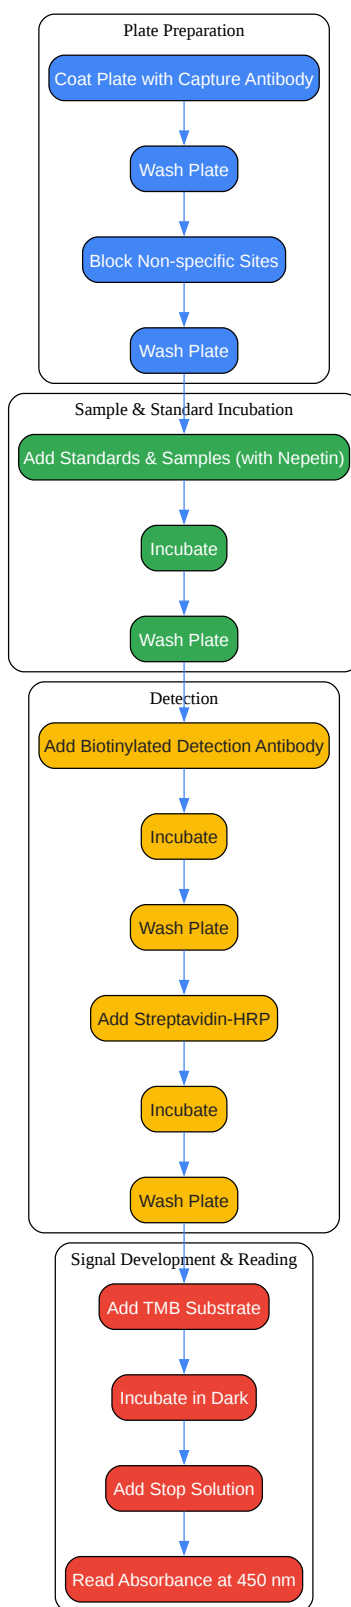 Plate Preparation
Coat Plate with Capture Antibody
Wash Plate
Block Non-specific Sites
Wash Plate
Sample & Standard Incubation
Add Standards & Samples (with Nepetin)
Incubate
Wash Plate
Detection
Add Biotinylated Detection Antibody
Incubate
Wash Plate
Add Streptavidin-HRP
Incubate
Wash Plate
Signal Development & Reading
Add TMB Substrate
Incubate in Dark
Add Stop Solution
Read Absorbance at 450 nm